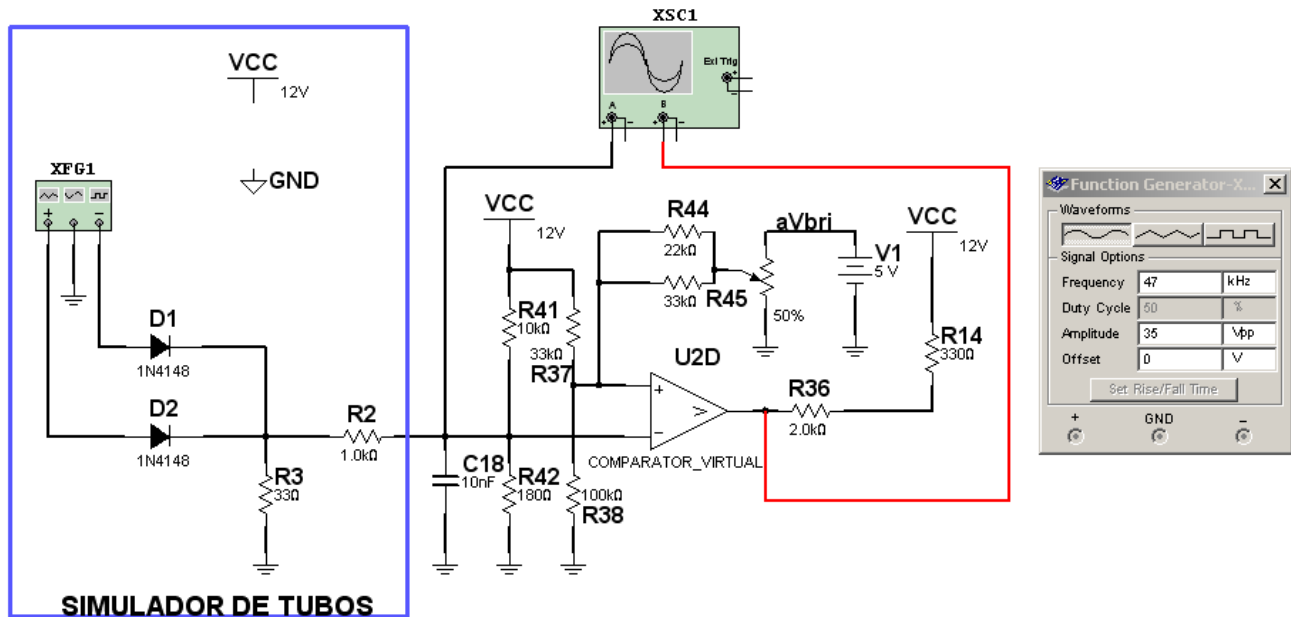 XSC1
Ext Trig
+
_
A
B
+
_
+
_
VCC
12V
GND
XFG1
+
_
D1
1N4148
D2
1N4148
R2
1.0kΩ
R3
33Ω
VCC
12V
R41
10kΩ
33kΩ
R37
C18
10nF
R42
180Ω
100kΩ
R38
R44
22kΩ
33kΩ
R45
aVbri
V1
5 V
50%
U2D
+
_
>
COMPARATOR_VIRTUAL
R36
2.0kΩ
VCC
12V
R14
330Ω
SIMULADOR DE TUBOS
Function Generator-X...
Waveforms
Signal Options
Frequency 47 kHz
Duty Cycle 50 %
Amplitude 35 Vpp
Offset 0 V
Set Rise/Fall Time
+ GND _